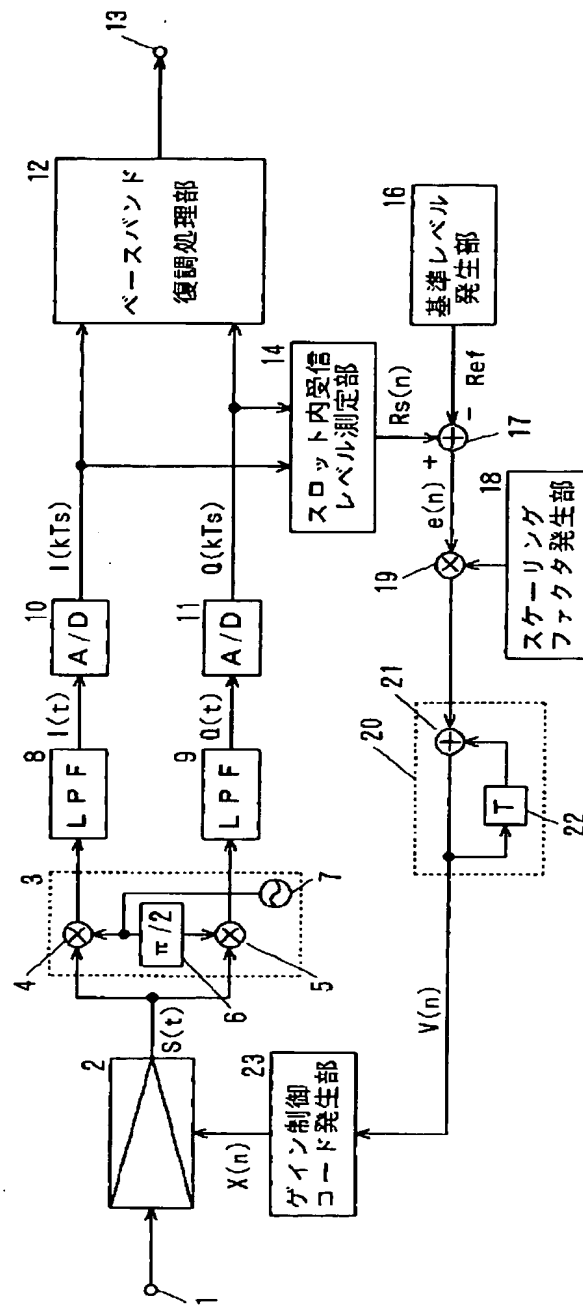 1
2
S(t)
3
4
π/2
5
6
7
8
LPF
9
LPF
I(t)
Q(t)
10
A/D
11
A/D
I(kTs)
Q(kTs)
12
ベースバンド
復調処理部
13
14
スロット内受信
レベル測定部
Rs(n)
16
基準レベル
発生部
Ref
+
-
17
e(n)
18
スケーリング
ファクタ発生部
19
20
21
T
22
V(n)
23
ゲイン制御
コード発生部
X(n)